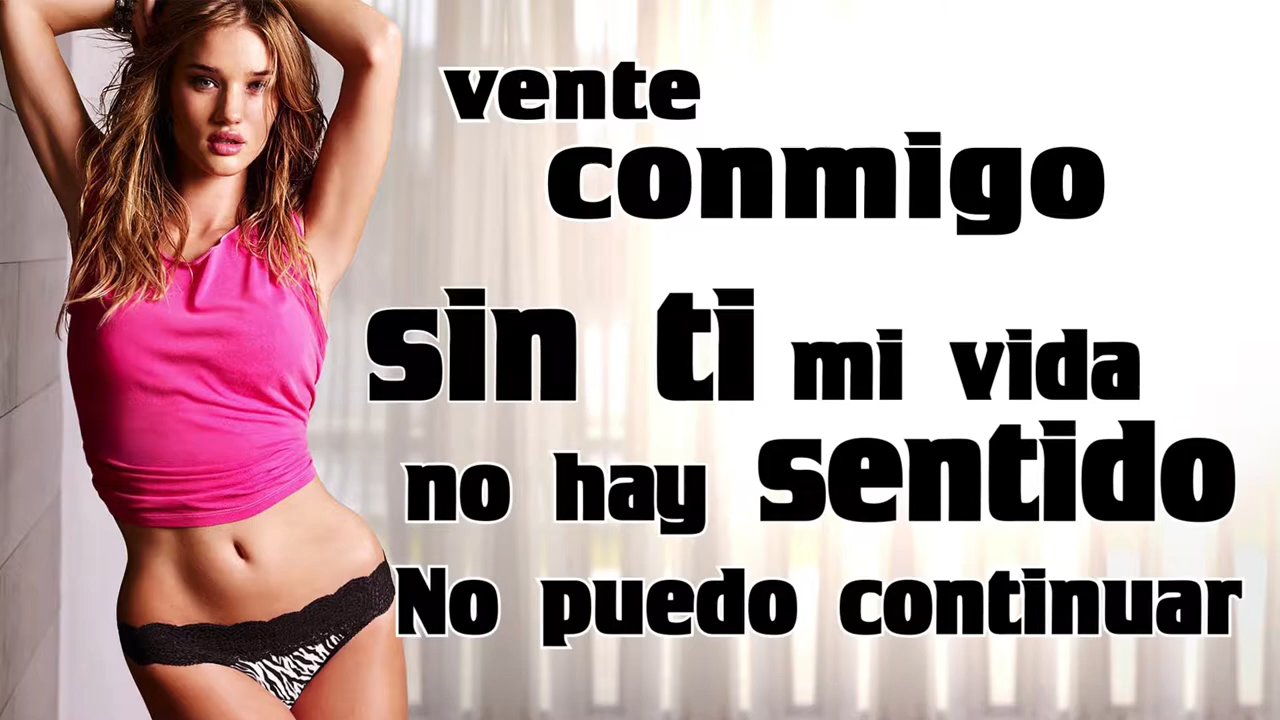 vente
conmigo
sin ti mi vida
no hay sentido
No puedo continuar